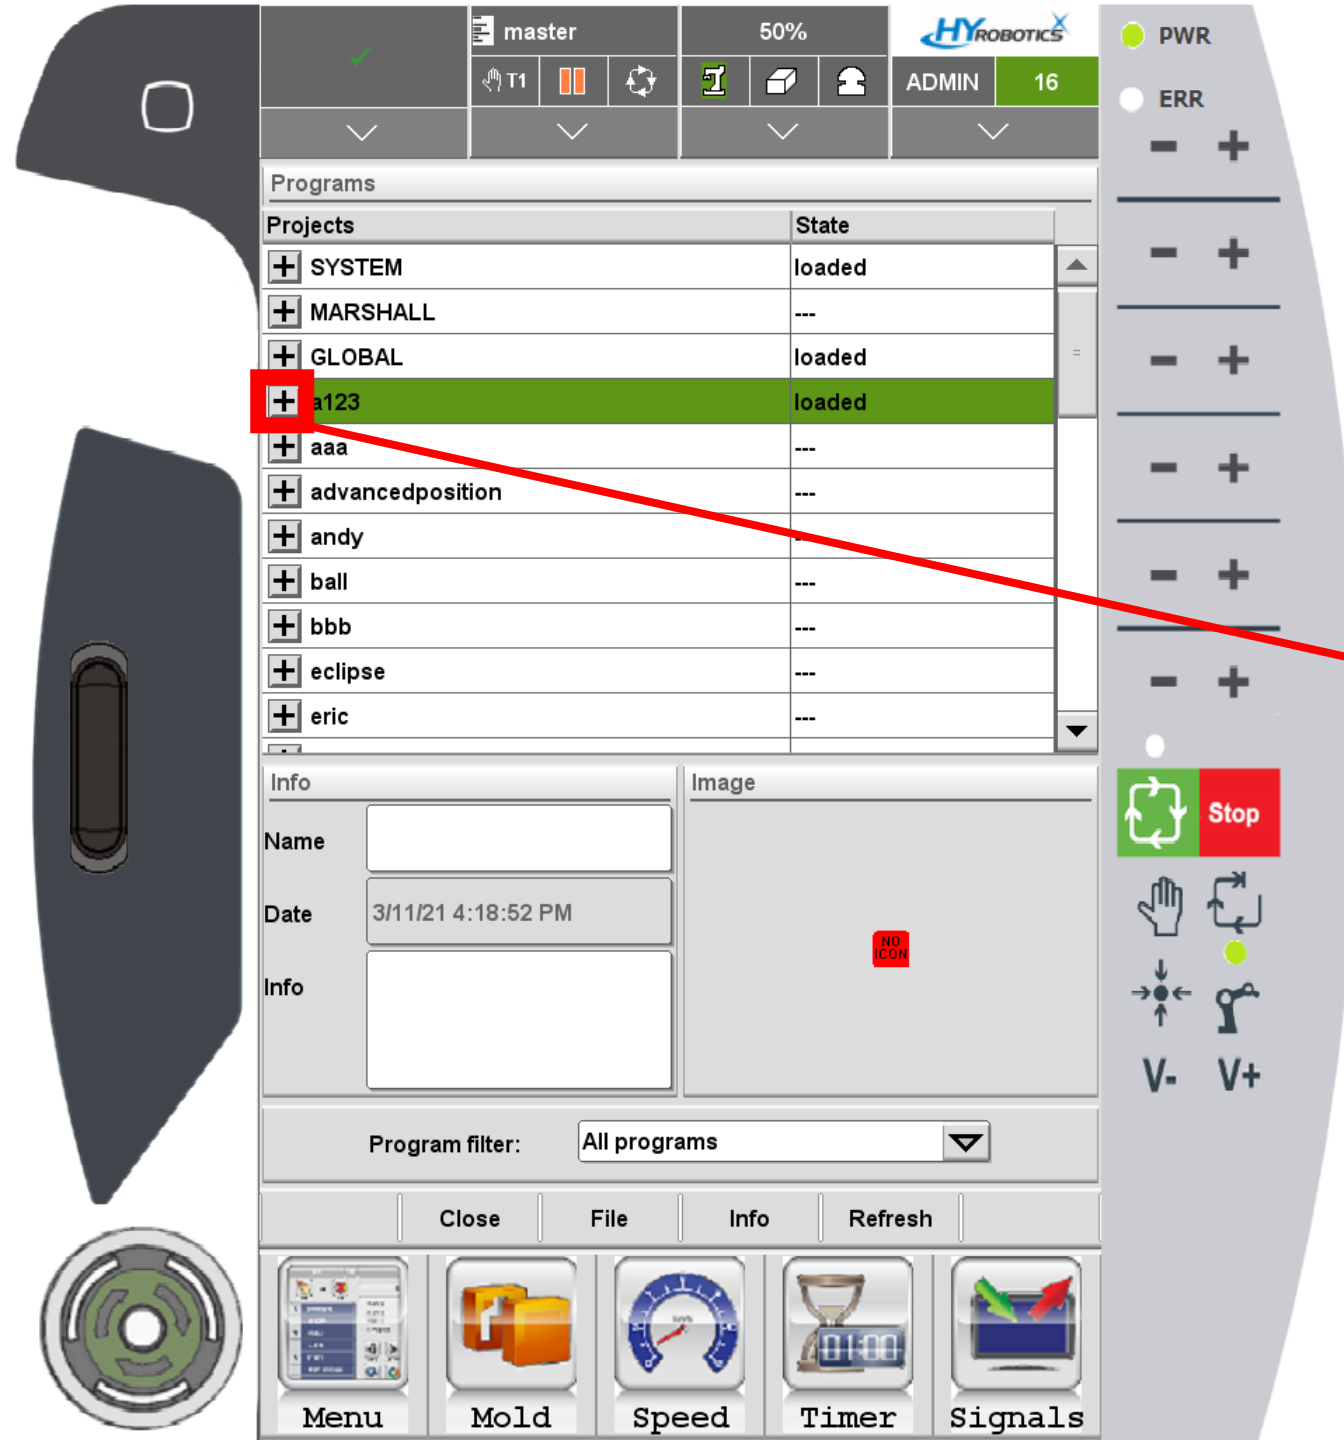 master
50%
HYROBOTICS
PWR
T1
ADMIN
16
ERR
Programs
Projects State
SYSTEM loaded
MARSHALL ---
GLOBAL loaded
a123 loaded
aaa ---
advancedposition ---
andy
ball ---
bbb ---
eclipse ---
eric ---
Info
Image
Name
Date 3/11/21 4:18:52 PM
NO
ICON
Info
Stop
V- V+
Program filter: All programs
Close File Info Refresh
01:00
Menu Mold Speed Timer Signals